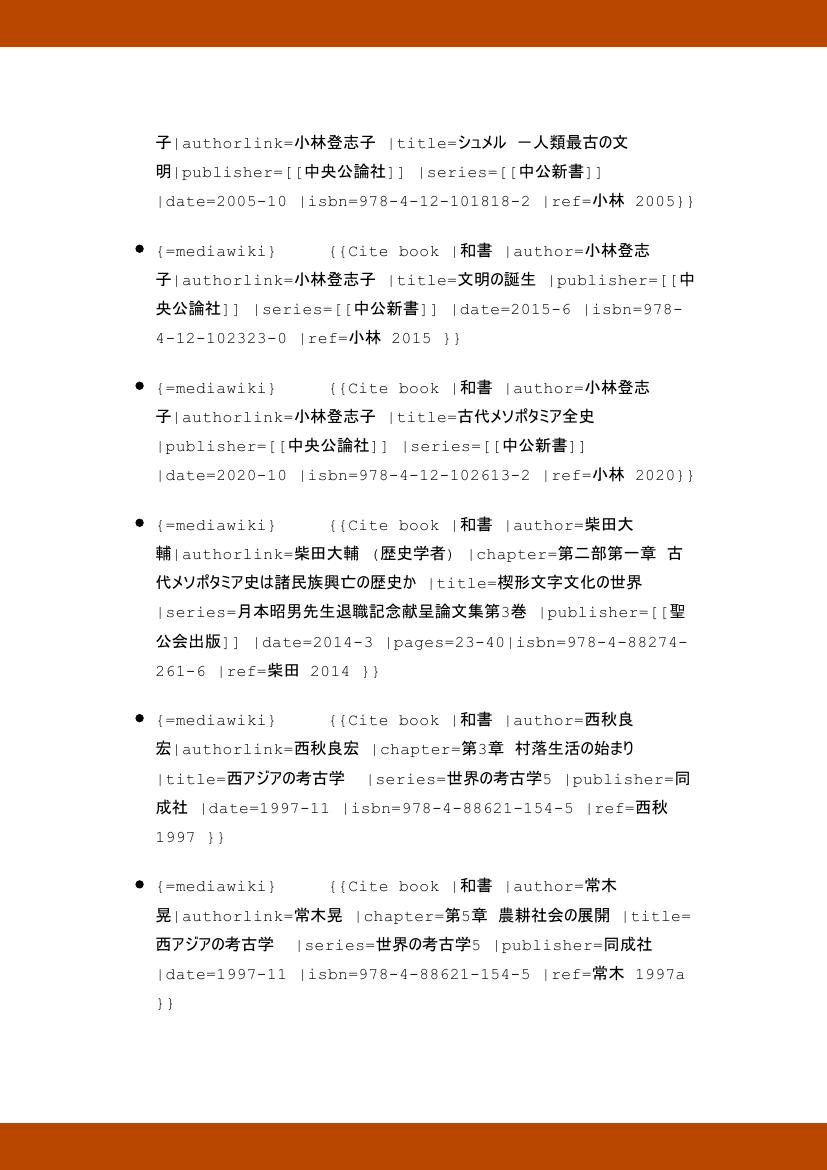 子|authorlink=小林登志子 |title=シュメル －人類最古の文
明|publisher=[[中央公論社]] |series=[[中公新書]]
|date=2005-10 |isbn=978-4-12-101818-2 |ref=小林 2005}}
● {=mediawiki} {{Cite book |和書 |author=小林登志
子|authorlink=小林登志子 |title=文明の誕生 |publisher=[[中
央公論社]] |series=[[中公新書]] |date=2015-6 |isbn=978-
4-12-102323-0 |ref=小林 2015 }}
● {=mediawiki} {{Cite book |和書 |author=小林登志
子|authorlink=小林登志子 |title=古代メソポタミア全史
|publisher=[[中央公論社]] |series=[[中公新書]]
|date=2020-10 |isbn=978-4-12-102613-2 |ref=小林 2020}}
● {=mediawiki} {{Cite book |和書 |author=柴田大
輔|authorlink=柴田大輔 (歴史学者) |chapter=第二部第一章 古
代メソポタミア史は諸民族興亡の歴史か |title=楔形文字文化の世界
|series=月本昭男先生退職記念献呈論文集第3巻 |publisher=[[聖
公会出版]] |date=2014-3 |pages=23-40|isbn=978-4-88274-
261-6 |ref=柴田 2014 }}
● {=mediawiki} {{Cite book |和書 |author=西秋良
宏|authorlink=西秋良宏 |chapter=第3章 村落生活の始まり
|title=西アジアの考古学 |series=世界の考古学5 |publisher=同
成社 |date=1997-11 |isbn=978-4-88621-154-5 |ref=西秋
1997 }}
● {=mediawiki} {{Cite book |和書 |author=常木
晃|authorlink=常木晃 |chapter=第5章 農耕社会の展開 |title=
西アジアの考古学 |series=世界の考古学5 |publisher=同成社
|date=1997-11 |isbn=978-4-88621-154-5 |ref=常木 1997a
}}